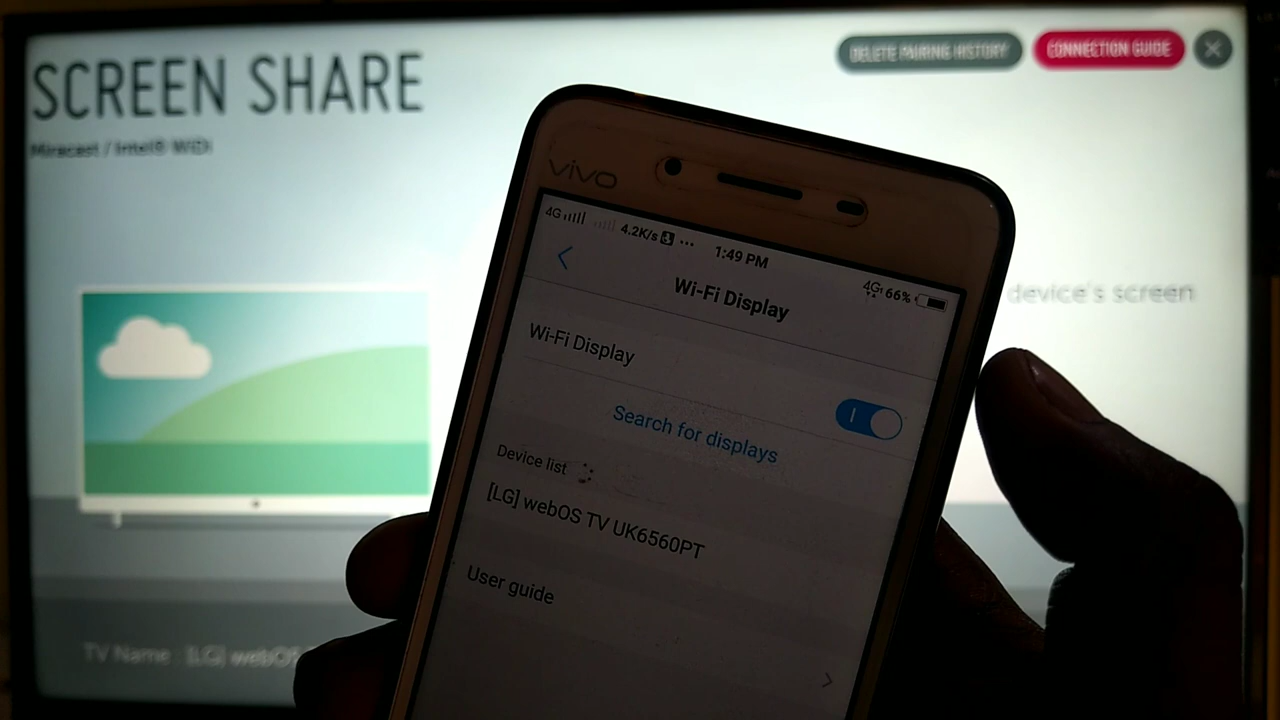 SCREEN SHARE
Miracast / Intel® WiDi
DELETE PAIRING HISTORY
CONNECTION GUIDE
device's screen
TV Name [LG] webOS
vivo
4G 4.2K/s ... 1:49 PM 4G 66%
Wi-Fi Display
Wi-Fi Display
Search for displays
Device list
[LG] webOS TV UK6560PT
User guide